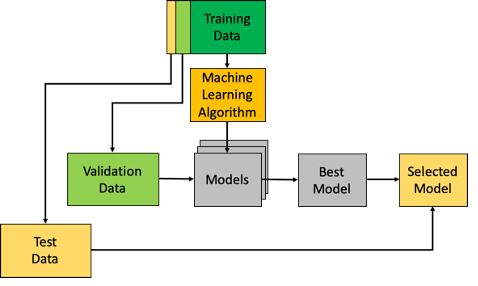 Training
Data
Machine
Learning
Algorithm
Validation
Data
Models
Best
Model
Selected
Model
Test
Data